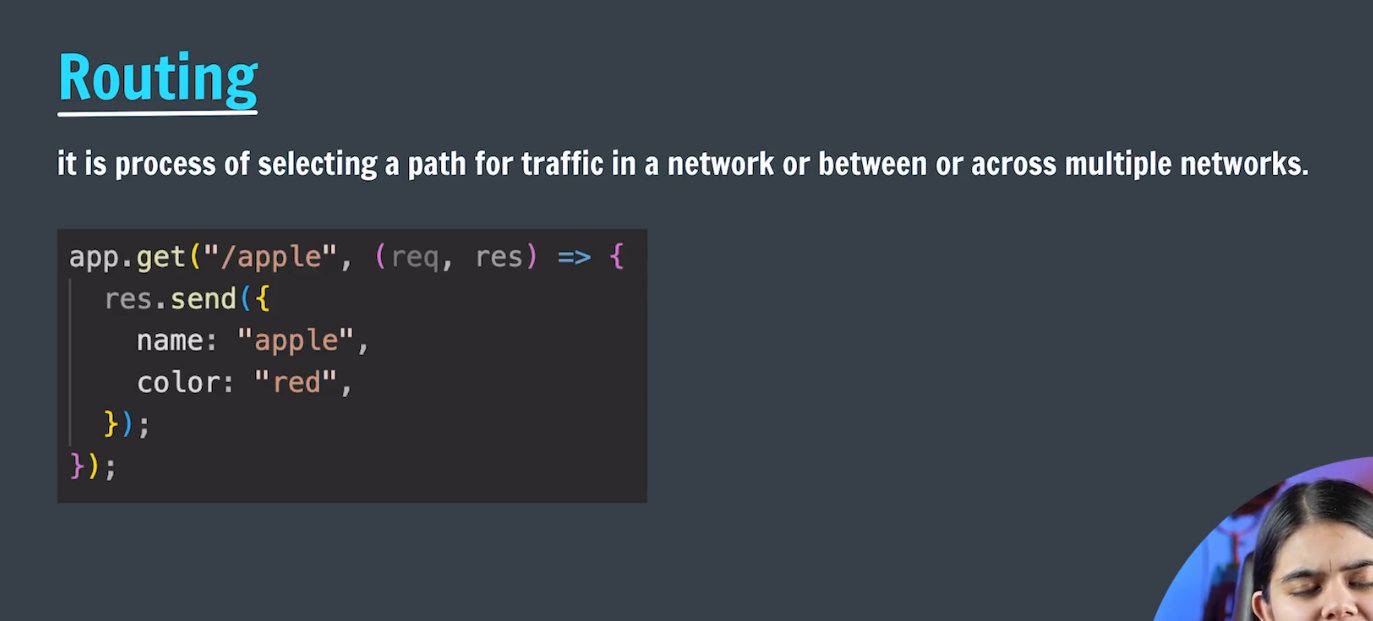 Routing
it is process of selecting a path for traffic in a network or between or across multiple networks.
app.get("/apple", (req, res) => {
  res.send({
    name: "apple",
    color: "red",
  });
});